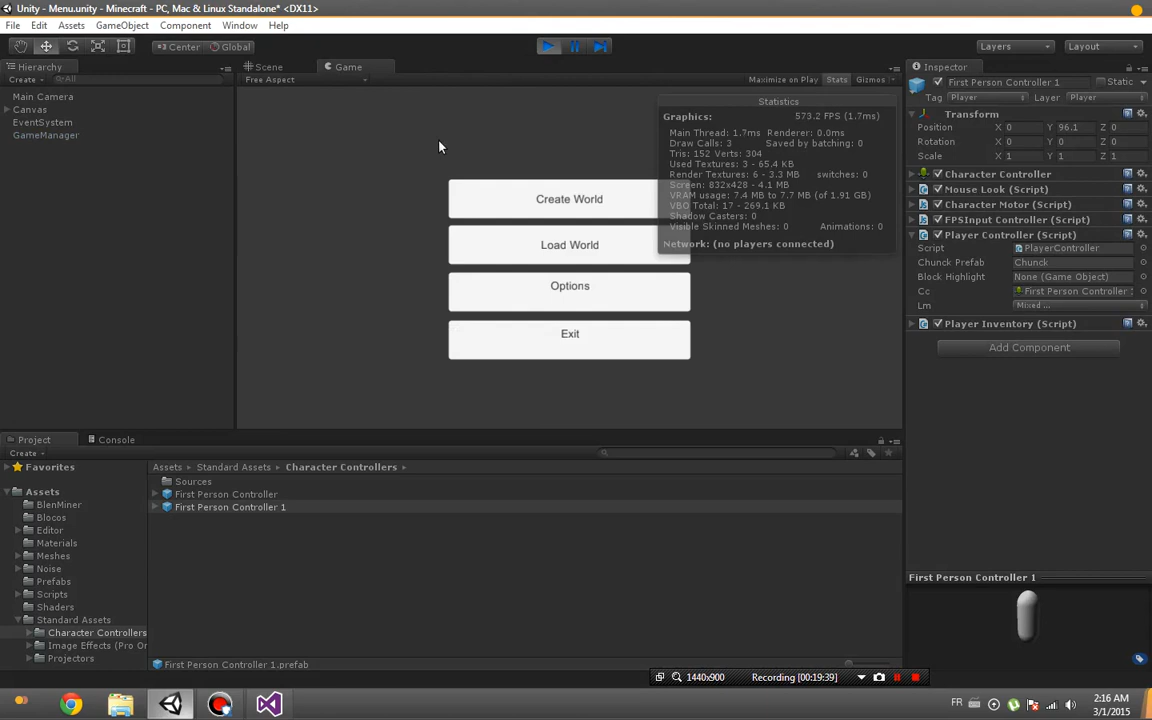 Unity - Menu.unity - Minecraft - PC, Mac & Linux Standalone* <DX11>
File Edit Assets GameObject Component Window Help
Center Global Layers Layout
Hierarchy Scene Game Inspector
Create All Free Aspect Maximize on Play Stats Gizmos
Main Camera
Canvas
EventSystem
GameManager
Statistics
Graphics: 573.2 FPS (1.7ms)
Main Thread: 1.7ms Renderer: 0.0ms
Draw Calls: 3 Saved by batching: 0
Tris: 152 Verts: 304
Used Textures: 3 - 65.4 KB
Render Textures: 6 - 3.3 MB switches: 0
Screen: 832x428 - 4.1 MB
VRAM usage: 7.4 MB to 7.7 MB (of 1.91 GB)
VBO Total: 17 - 269.1 KB
Shadow Casters: 0
Visible Skinned Meshes: 0 Animations: 0
Network: (no players connected)
Create World
Load World
Options
Exit
First Person Controller 1 Static
Tag Player Layer Player
Transform
Position X 0 Y 96.1 Z 0
Rotation X 0 Y 0 Z 0
Scale X 1 Y 1 Z 1
Character Controller
Mouse Look (Script)
Character Motor (Script)
FPSInput Controller (Script)
Player Controller (Script)
Script PlayerController
Chunck Prefab Chunck
Block Highlight None (Game Object)
Cc First Person Controller
Lm Mixed ...
Player Inventory (Script)
Add Component
Project Console
Create
Favorites
Assets
BlenMiner
Blocos
Editor
Materials
Meshes
Noise
Prefabs
Scripts
Shaders
Standard Assets
Character Controllers
Image Effects (Pro Or
Projectors
Assets Standard Assets Character Controllers
Sources
First Person Controller
First Person Controller 1
First Person Controller 1.prefab
First Person Controller 1
1440x900 Recording [00:19:39]
FR
2:16 AM
3/1/2015